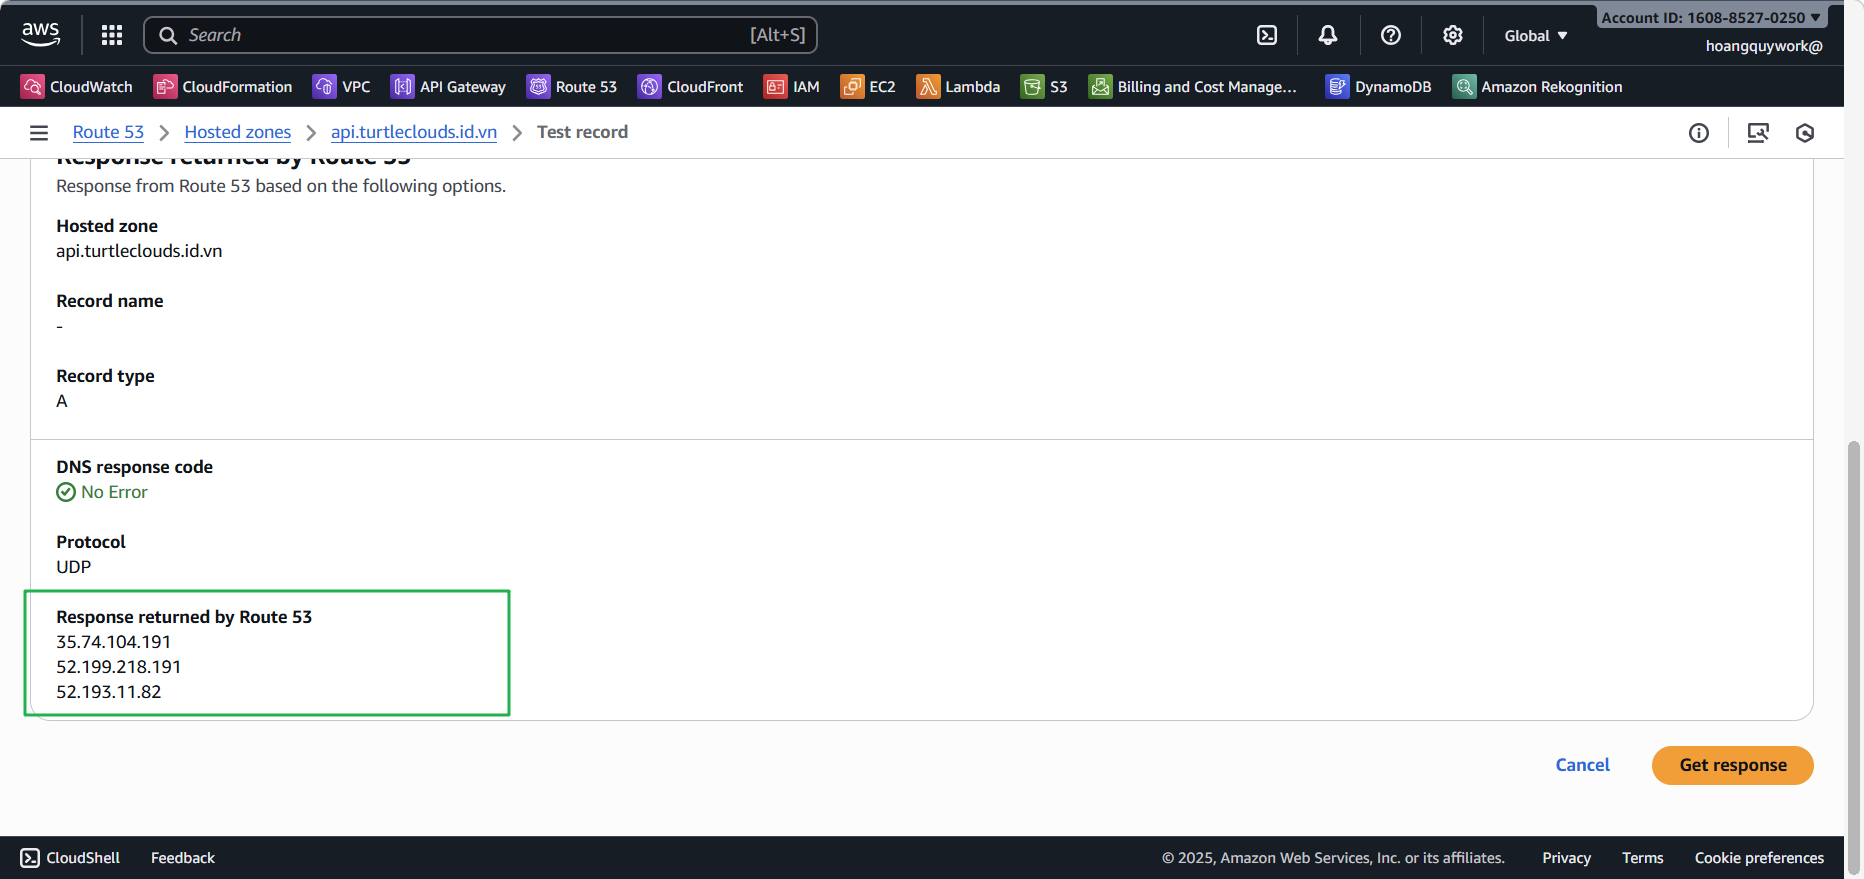 aws
Search
[Alt+S]
Global
Account ID: 1608-8527-0250
hoangquywork@
CloudWatch
CloudFormation
VPC
API Gateway
Route 53
CloudFront
IAM
EC2
Lambda
S3
Billing and Cost Manage...
DynamoDB
Amazon Rekognition
Route 53
Hosted zones
api.turtleclouds.id.vn
Test record
Response returned by Route 53
Response from Route 53 based on the following options.
Hosted zone
api.turtleclouds.id.vn
Record name
-
Record type
A
DNS response code
No Error
Protocol
UDP
Response returned by Route 53
35.74.104.191
52.199.218.191
52.193.11.82
Cancel
Get response
CloudShell
Feedback
© 2025, Amazon Web Services, Inc. or its affiliates.
Privacy
Terms
Cookie preferences